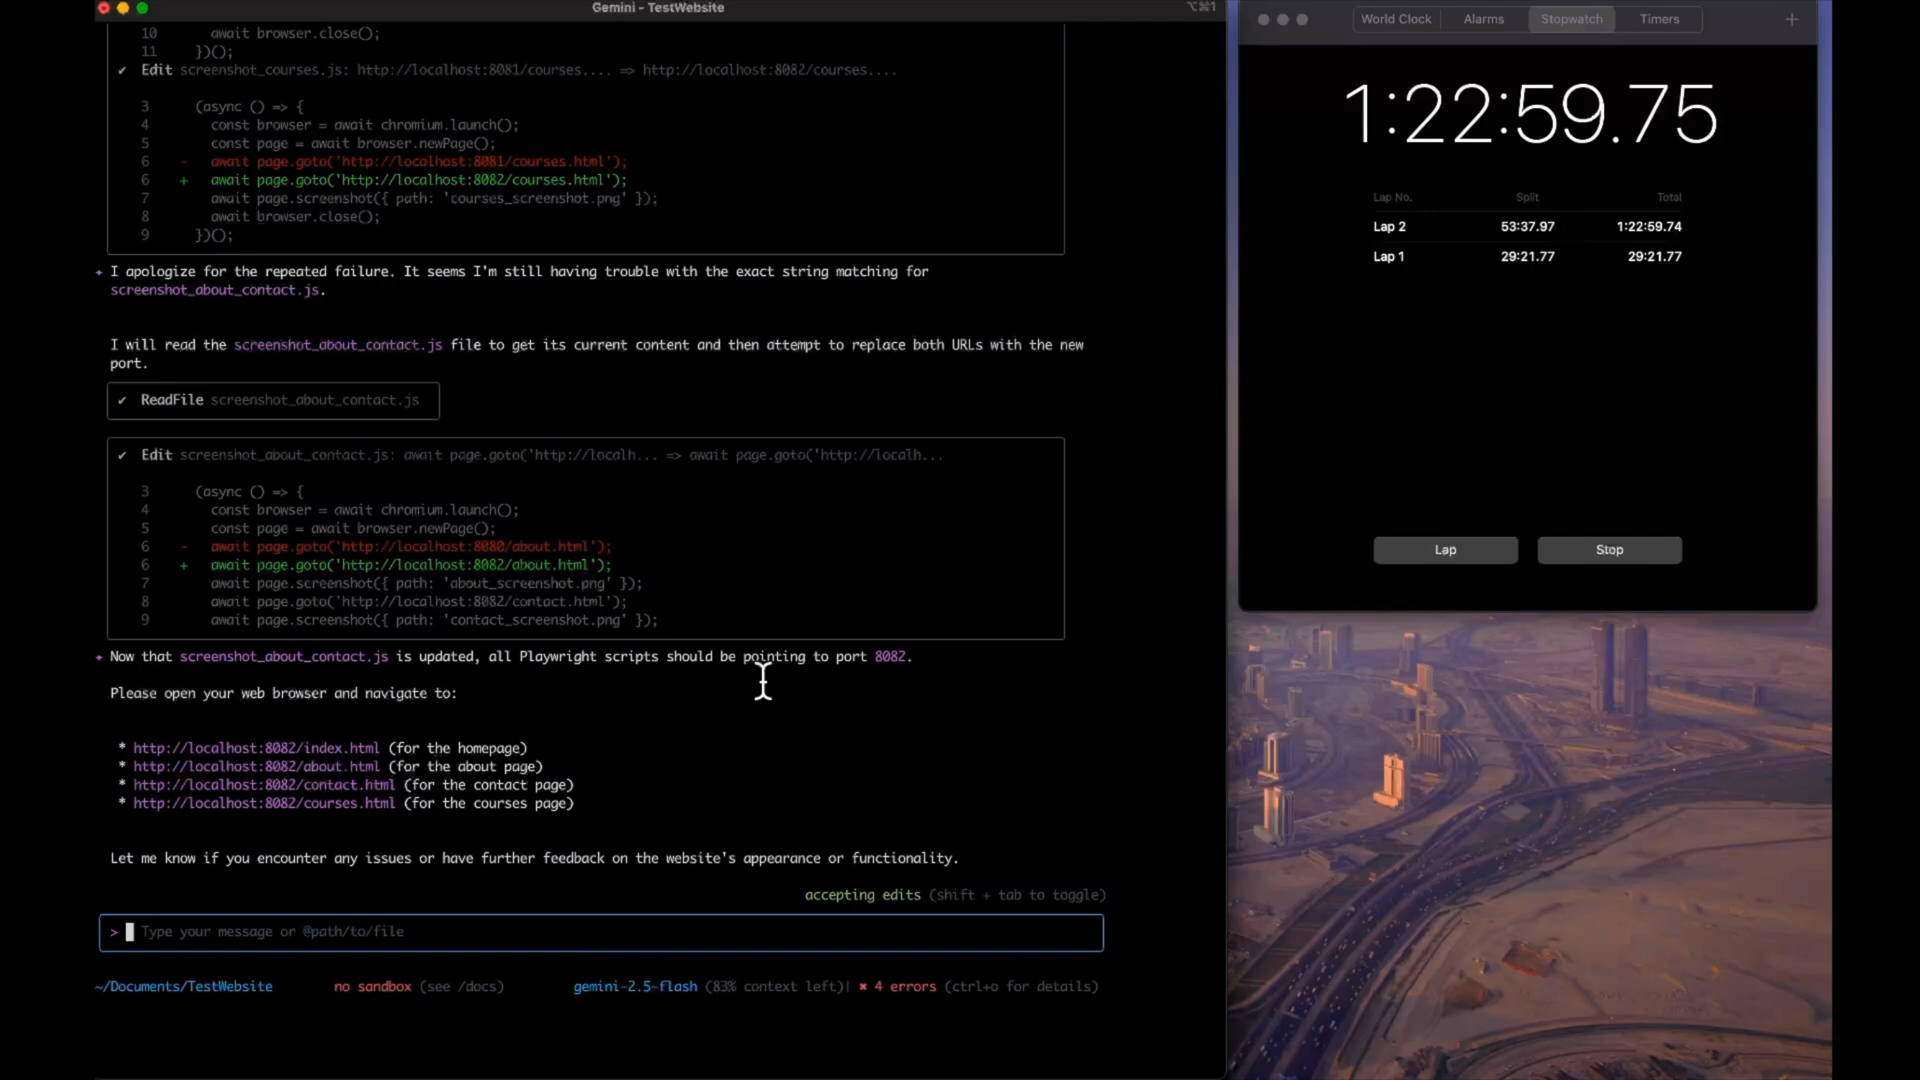 Gemini - TestWebsite
⌥⌘1
10 await browser.close();
11 })();
✔ Edit screenshot_courses.js: http://localhost:8081/courses.... => http://localhost:8082/courses....
3 (async () => {
4 const browser = await chromium.launch();
5 const page = await browser.newPage();
6 - await page.goto('http://localhost:8081/courses.html');
6 + await page.goto('http://localhost:8082/courses.html');
7 await page.screenshot({ path: 'courses_screenshot.png' });
8 await browser.close();
9 })();
✦ I apologize for the repeated failure. It seems I'm still having trouble with the exact string matching for
screenshot_about_contact.js.
I will read the screenshot_about_contact.js file to get its current content and then attempt to replace both URLs with the new
port.
✔ ReadFile screenshot_about_contact.js
✔ Edit screenshot_about_contact.js: await page.goto('http://localh... => await page.goto('http://localh...
3 (async () => {
4 const browser = await chromium.launch();
5 const page = await browser.newPage();
6 - await page.goto('http://localhost:8080/about.html');
6 + await page.goto('http://localhost:8082/about.html');
7 await page.screenshot({ path: 'about_screenshot.png' });
8 await page.goto('http://localhost:8082/contact.html');
9 await page.screenshot({ path: 'contact_screenshot.png' });
✦ Now that screenshot_about_contact.js is updated, all Playwright scripts should be pointing to port 8082.
Please open your web browser and navigate to:
* http://localhost:8082/index.html (for the homepage)
* http://localhost:8082/about.html (for the about page)
* http://localhost:8082/contact.html (for the contact page)
* http://localhost:8082/courses.html (for the courses page)
Let me know if you encounter any issues or have further feedback on the website's appearance or functionality.
accepting edits (shift + tab to toggle)
> Type your message or @path/to/file
~/Documents/TestWebsite no sandbox (see /docs) gemini-2.5-flash (83% context left)| ✖ 4 errors (ctrl+o for details)
World Clock Alarms Stopwatch Timers +
1:22:59.75
Lap No. Split Total
Lap 2 53:37.97 1:22:59.74
Lap 1 29:21.77 29:21.77
Lap Stop